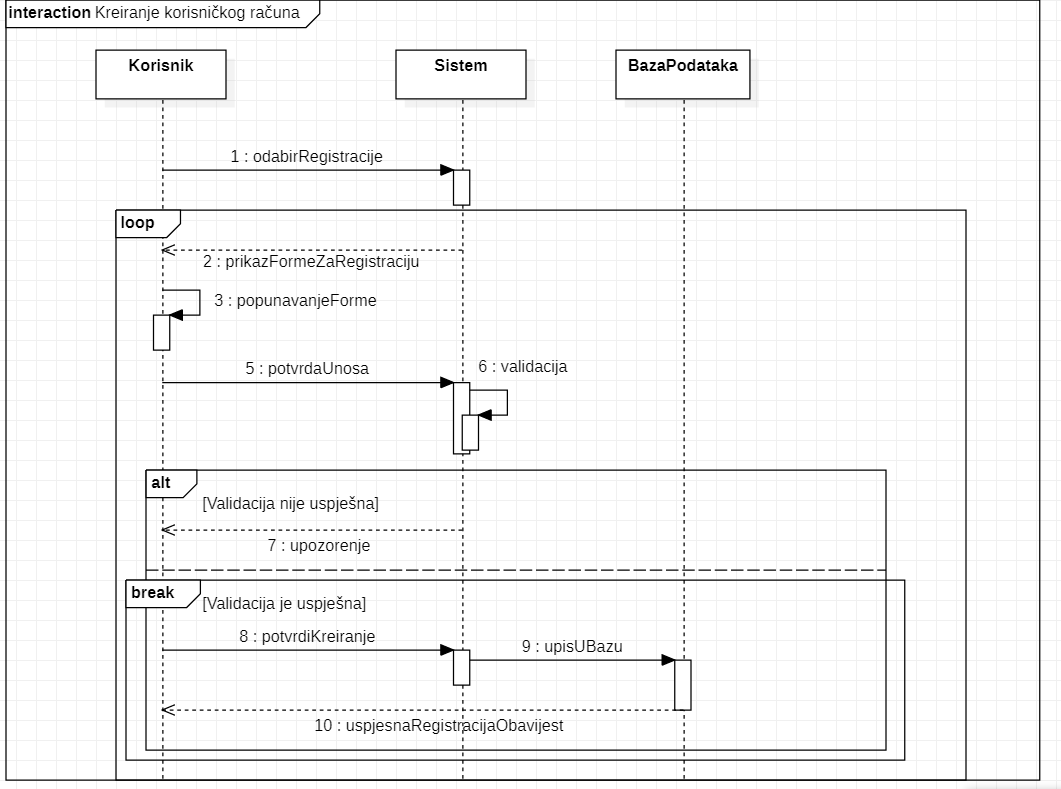 interaction Kreiranje korisničkog računa
Korisnik
Sistem
BazaPodataka
1 : odabirRegistracije
loop
2 : prikazFormeZaRegistraciju
3 : popunavanjeForme
5 : potvrdaUnosa
6 : validacija
alt
[Validacija nije uspješna]
7 : upozorenje
break
[Validacija je uspješna]
8 : potvrdiKreiranje
9 : upisUBazu
10 : uspjesnaRegistracijaObavijest